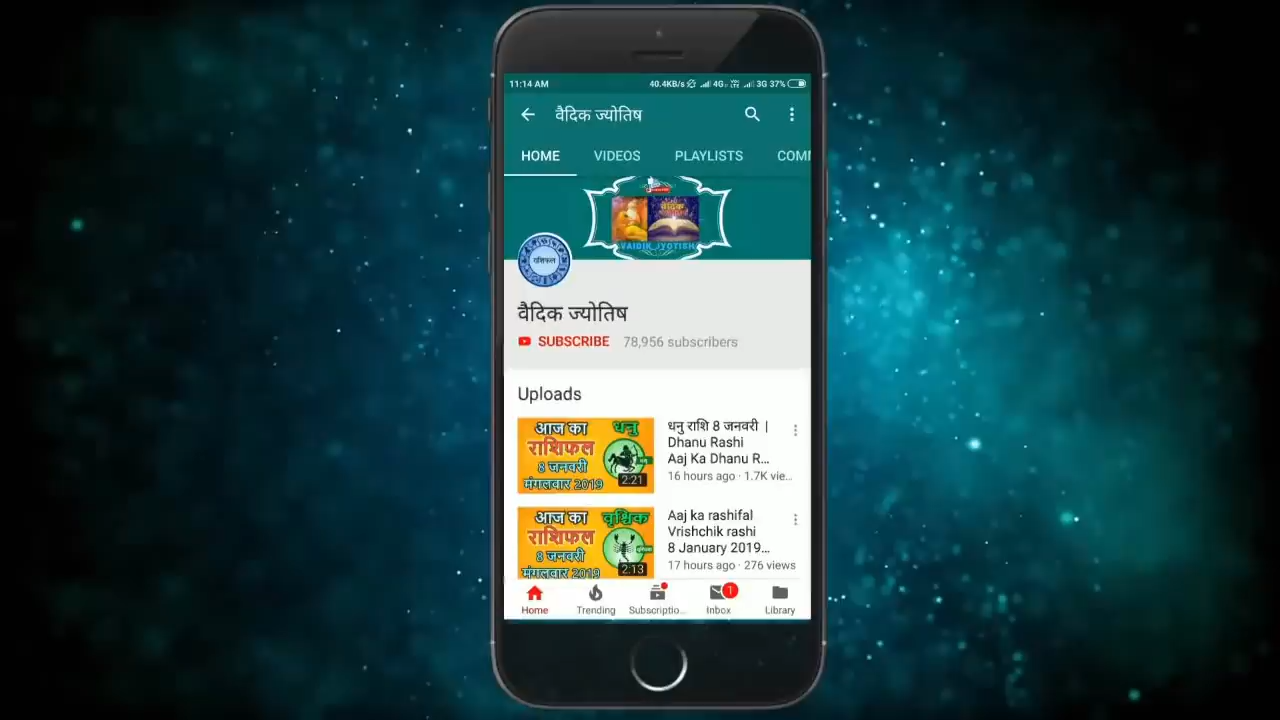 11:14 AM
40.4KB/s 4G 3G 37%
वैदिक ज्योतिष
HOME VIDEOS PLAYLISTS COMM
वैदिक
VAIDIK JYOTISH
राशिफल
वैदिक ज्योतिष
SUBSCRIBE 78,956 subscribers
Uploads
आज का धनु
राशिफल
8 जनवरी
मंगलवार 2019
2:21
धनु राशि 8 जनवरी |
Dhanu Rashi
Aaj Ka Dhanu R...
16 hours ago · 1.7K vie...
आज का वृश्चिक
राशिफल
8 जनवरी
मंगलवार 2019
2:13
Aaj ka rashifal
Vrishchik rashi
8 January 2019...
17 hours ago · 276 views
1
Home Trending Subscriptio... Inbox Library